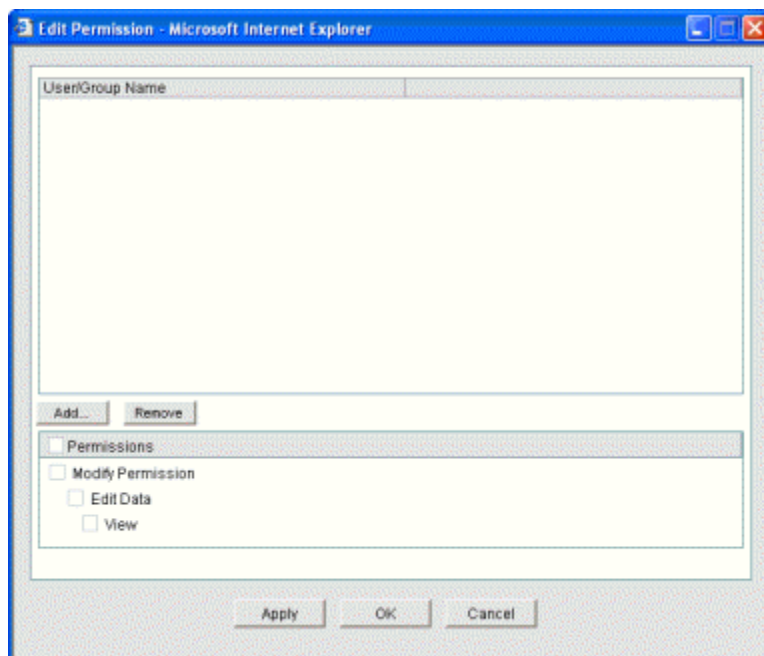 Edit Permission - Microsoft Internet Explorer
User/Group Name
Add... Remove
Permissions
Modify Permission
Edit Data
View
Apply OK Cancel